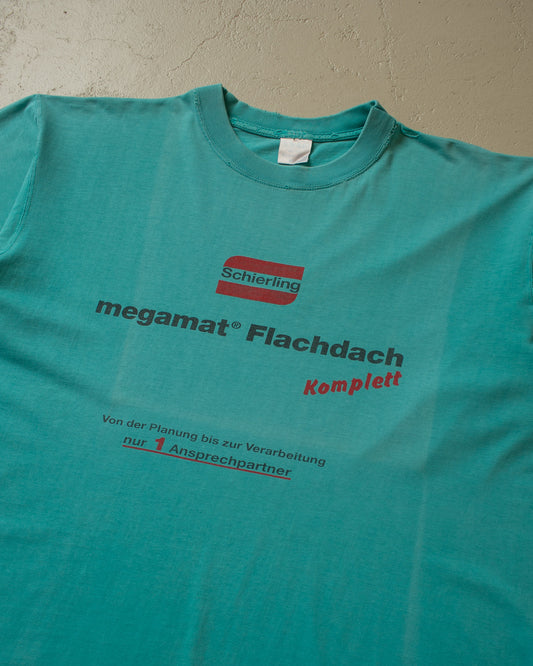 Schierling
megamat® Flachdach
Komplett
Von der Planung bis zur Verarbeitung
nur 1 Ansprechpartner